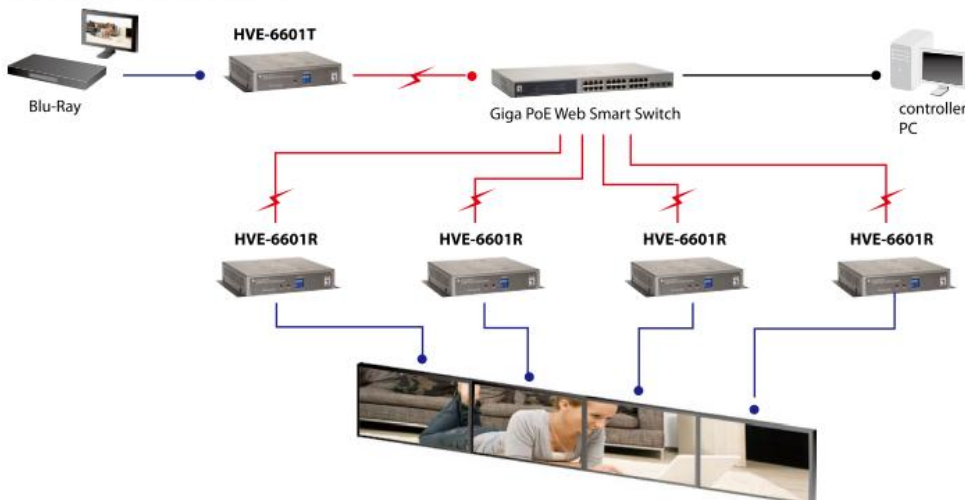 HVE-6601T
Blu-Ray
Giga PoE Web Smart Switch
controller
PC
HVE-6601R
HVE-6601R
HVE-6601R
HVE-6601R